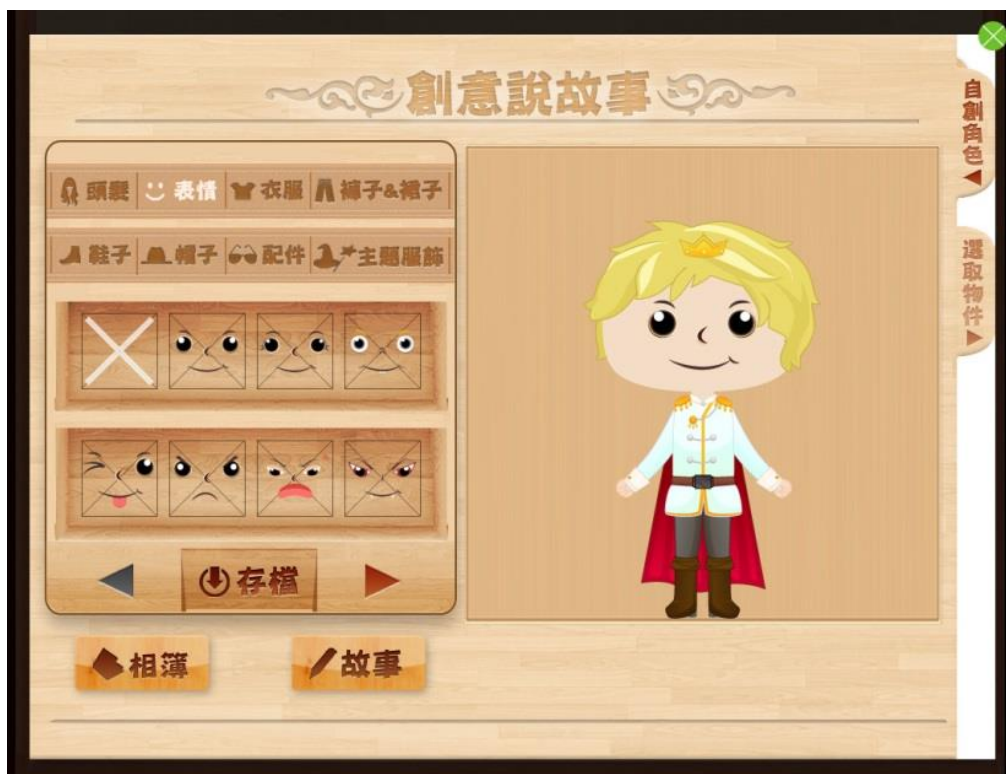 創意說故事
頭髮 表情 衣服 褲子&裙子
鞋子 帽子 配件 主題服飾
存檔
相簿 故事
自創角色
選取物件